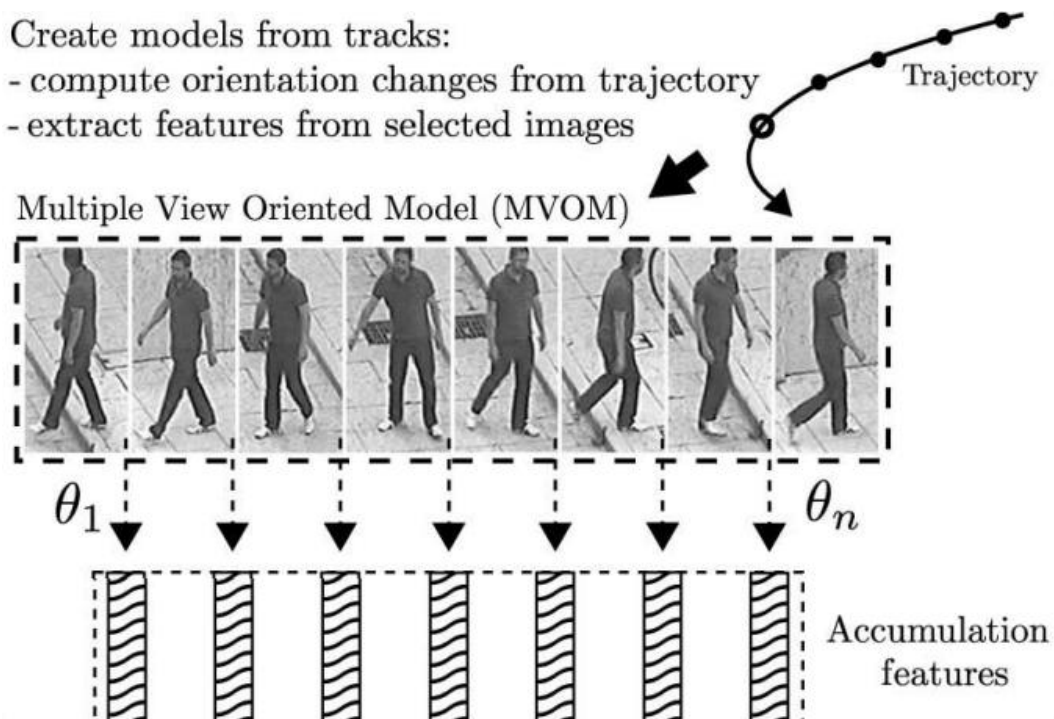 Create models from tracks:
- compute orientation changes from trajectory
- extract features from selected images
Trajectory
Multiple View Oriented Model (MVOM)
θ1
θn
Accumulation
features